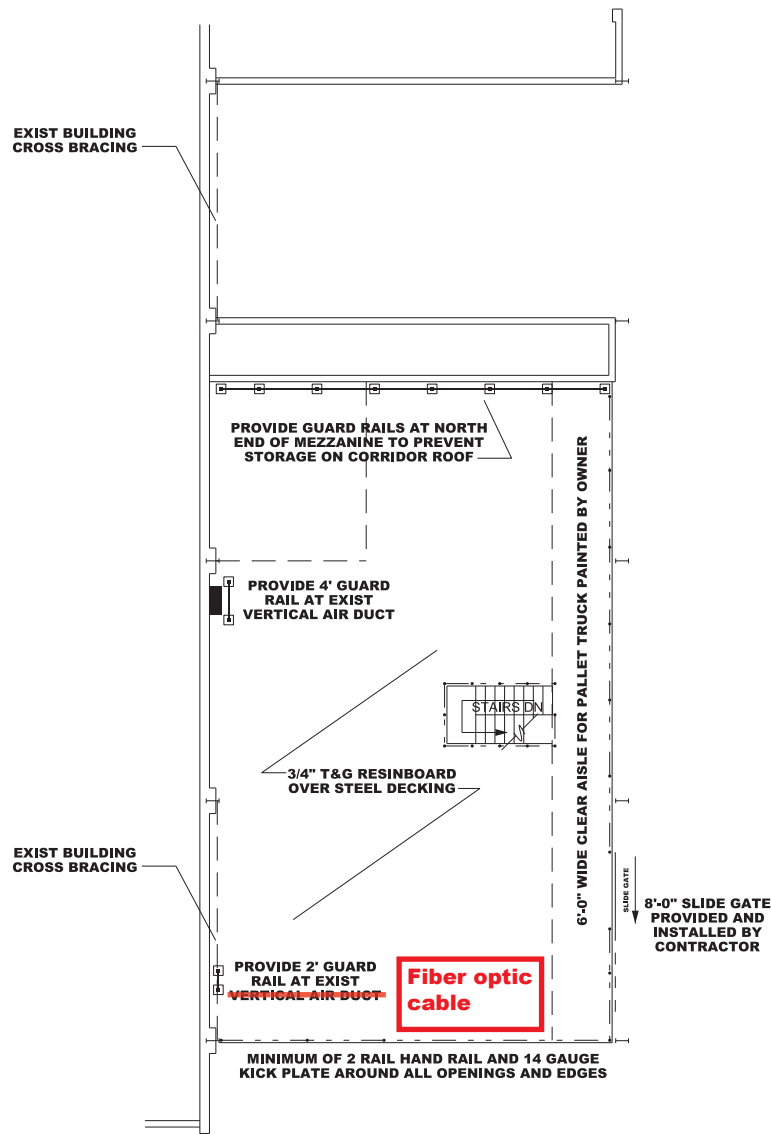 EXIST BUILDING
CROSS BRACING
PROVIDE GUARD RAILS AT NORTH
END OF MEZZANINE TO PREVENT
STORAGE ON CORRIDOR ROOF
6'-0" WIDE CLEAR AISLE FOR PALLET TRUCK PAINTED BY OWNER
PROVIDE 4' GUARD
RAIL AT EXIST
VERTICAL AIR DUCT
STAIRS DN
3/4" T&G RESINBOARD
OVER STEEL DECKING
EXIST BUILDING
CROSS BRACING
SLIDE GATE
8'-0" SLIDE GATE
PROVIDED AND
INSTALLED BY
CONTRACTOR
PROVIDE 2' GUARD
RAIL AT EXIST
VERTICAL AIR DUCT
Fiber optic
cable
MINIMUM OF 2 RAIL HAND RAIL AND 14 GAUGE
KICK PLATE AROUND ALL OPENINGS AND EDGES